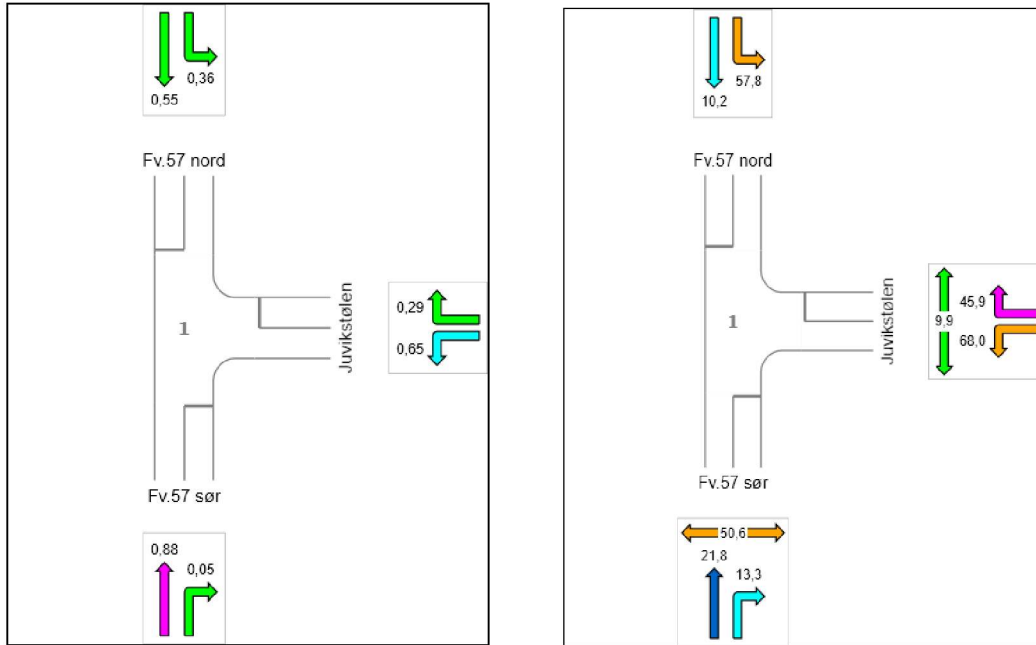 0,36
0,55
Fv.57 nord
0,29
1
0,65
Juvikstølen
Fv.57 sør
0,88
0,05
57,8
10,2
Fv.57 nord
45,9
9,9
1
68,0
Juvikstølen
Fv.57 sør
50,6
21,8
13,3